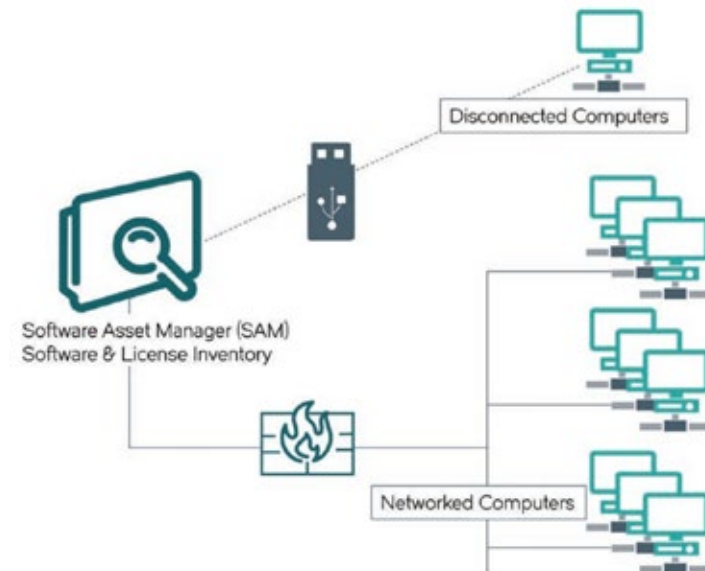 Disconnected Computers
Software Asset Manager (SAM)
Software & License Inventory
Networked Computers